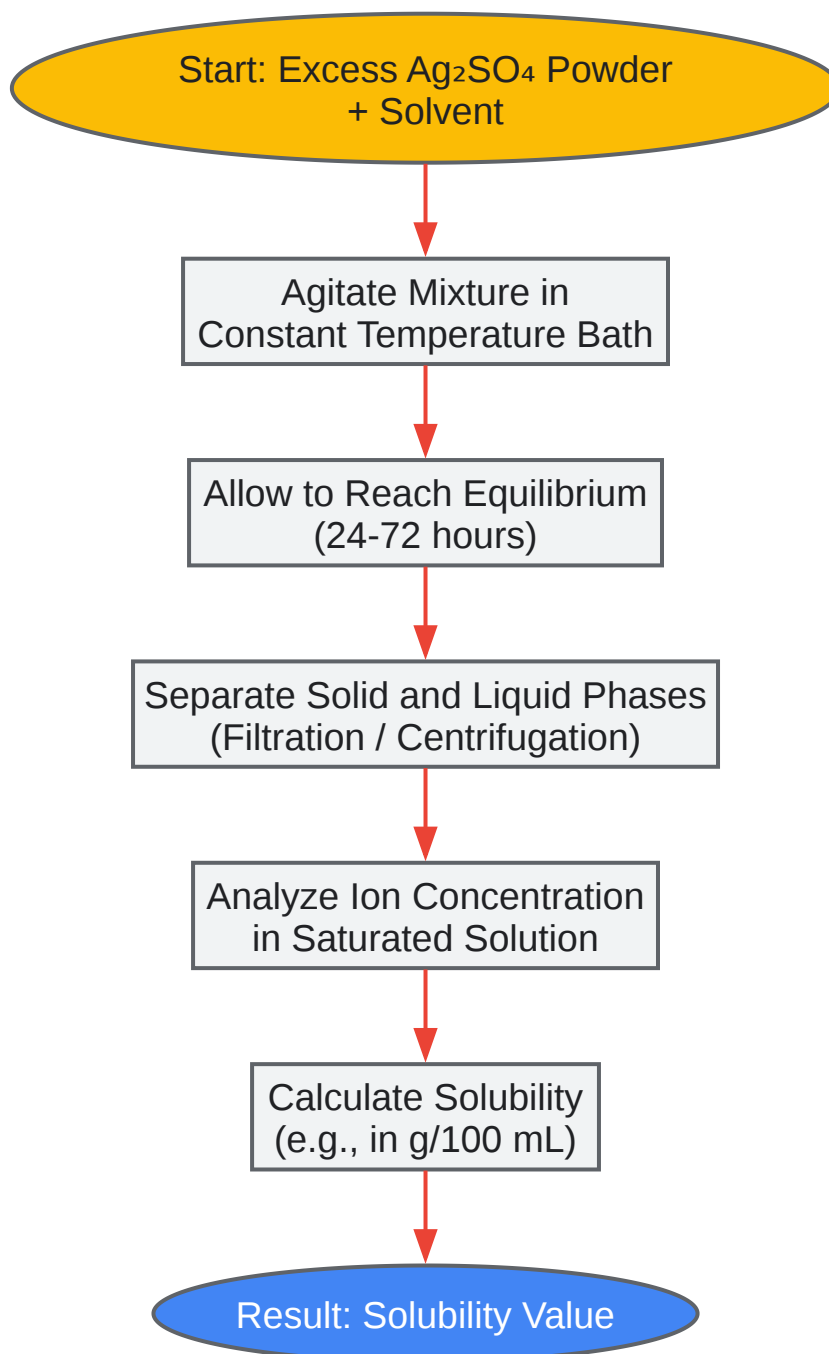 Start: Excess Ag₂SO₄ Powder
+ Solvent
Agitate Mixture in
Constant Temperature Bath
Allow to Reach Equilibrium
(24-72 hours)
Separate Solid and Liquid Phases
(Filtration / Centrifugation)
Analyze Ion Concentration
in Saturated Solution
Calculate Solubility
(e.g., in g/100 mL)
Result: Solubility Value